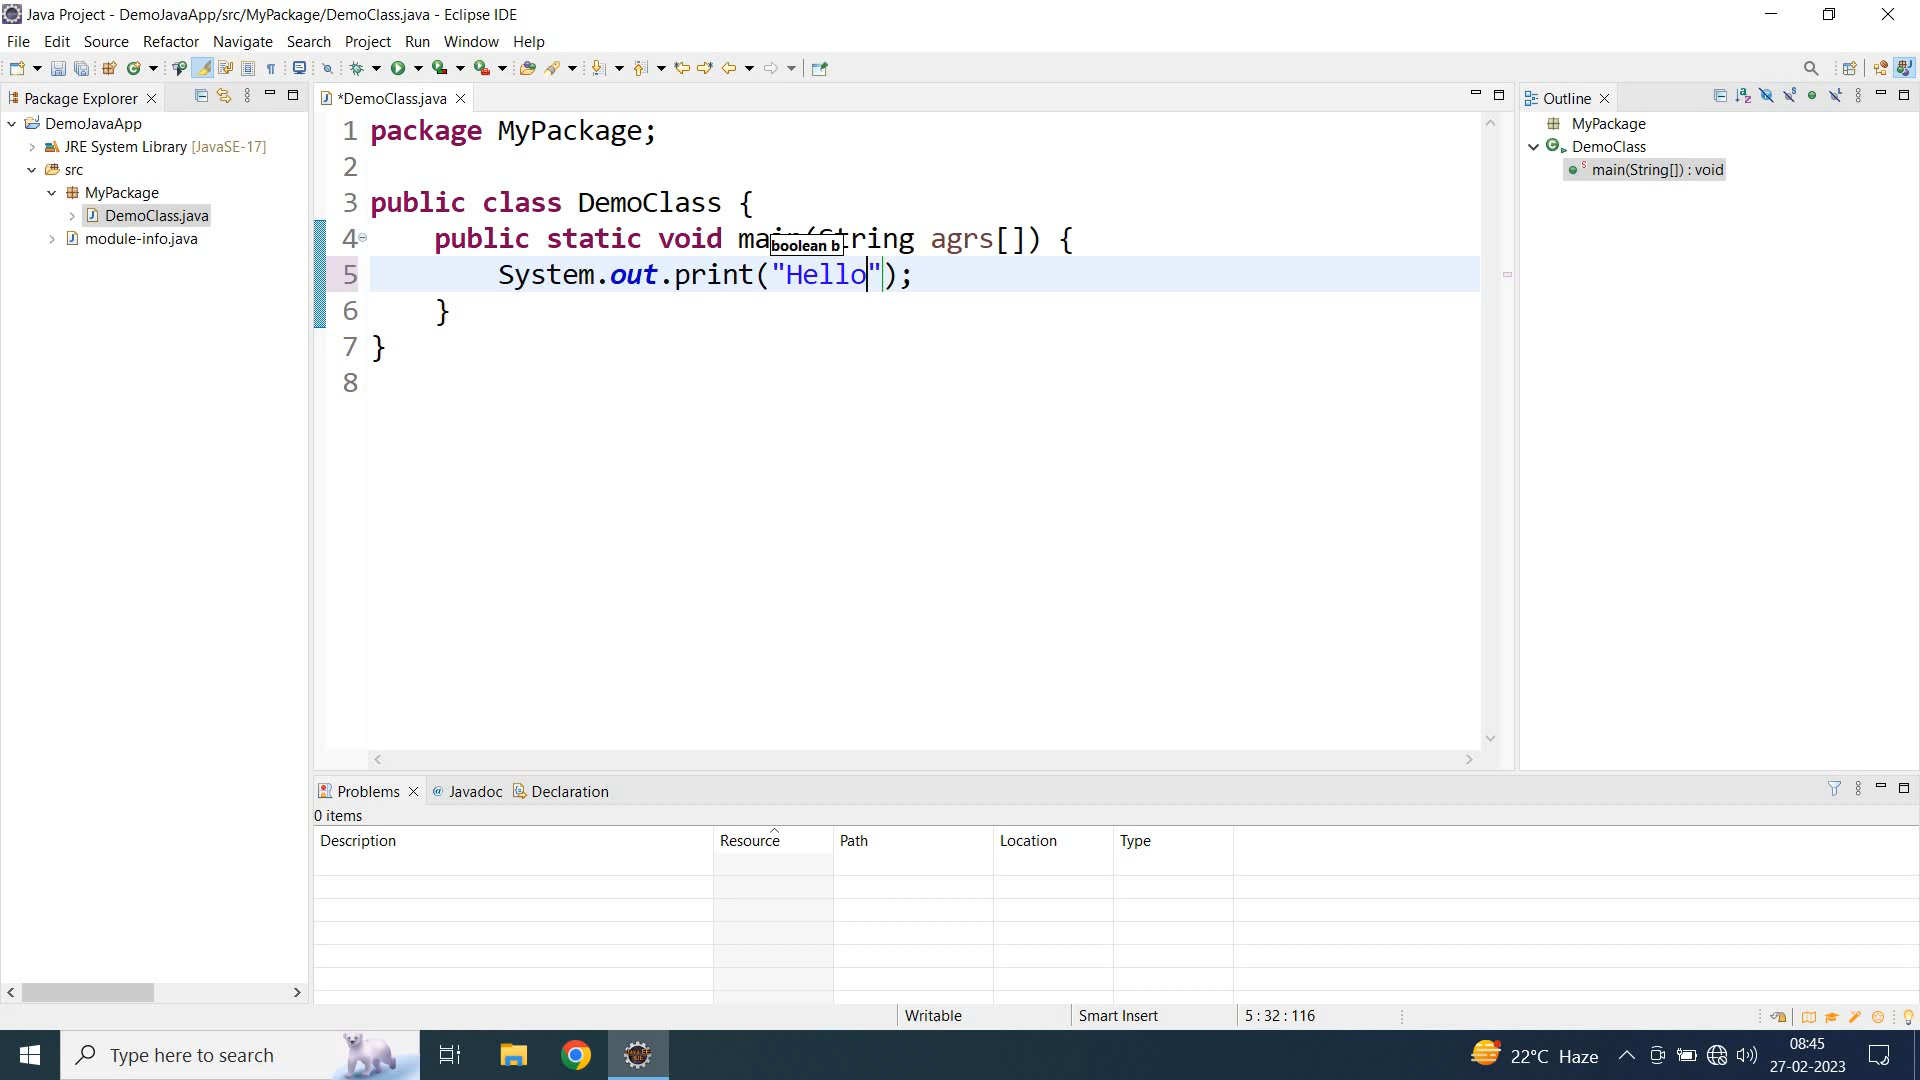 Java Project - DemoJavaApp/src/MyPackage/DemoClass.java - Eclipse IDE
File Edit Source Refactor Navigate Search Project Run Window Help
Package Explorer
DemoJavaApp
JRE System Library [JavaSE-17]
src
MyPackage
DemoClass.java
module-info.java
*DemoClass.java
1 package MyPackage;
2
3 public class DemoClass {
4 public static void main(String agrs[]) {
boolean b
5 System.out.print("Hello");
6 }
7 }
8
Outline
MyPackage
DemoClass
main(String[]) : void
Problems @ Javadoc Declaration
0 items
Description Resource Path Location Type
Writable Smart Insert 5 : 32 : 116
Type here to search
22°C Haze
08:45
27-02-2023